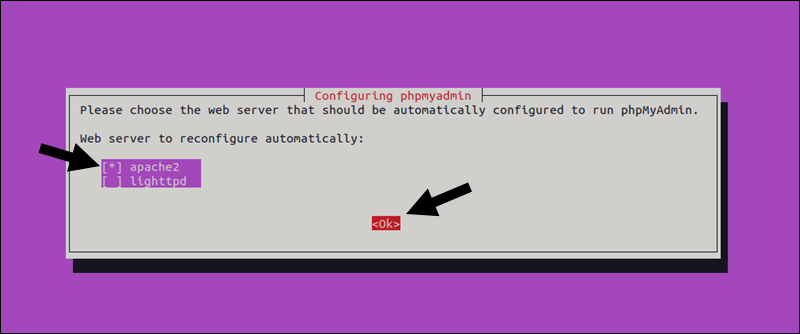 Configuring phpmyadmin
Please choose the web server that should be automatically configured to run phpMyAdmin.
Web server to reconfigure automatically:
[*] apache2
[ ] lighttpd
<Ok>